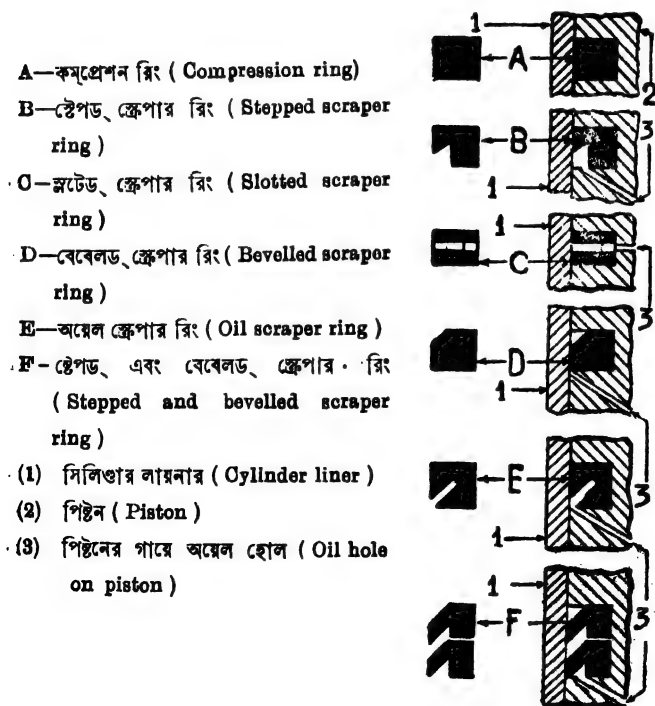 A—কম্প্রেশন রিং ( Compression ring)
B—ষ্টেপড্ স্ক্রেপার রিং ( Stepped scraper
ring )
C—স্লটেড্ স্ক্রেপার রিং ( Slotted scraper
ring )
D—বেবেলড্ স্ক্রেপার রিং ( Bevelled scraper
ring )
E—অয়েল স্ক্রেপার রিং ( Oil scraper ring )
F-ষ্টেপড্ এবং বেবেলড্ স্ক্রেপার রিং
( Stepped and bevelled scraper
ring )
(1) সিলিণ্ডার লায়নার ( Cylinder liner )
(2) পিষ্টন ( Piston )
(3) পিষ্টনের গায়ে অয়েল হোল ( Oil hole
on piston )
1
A
2
B
3
1
1
C
3
D
1
E
3
1
1
F
3